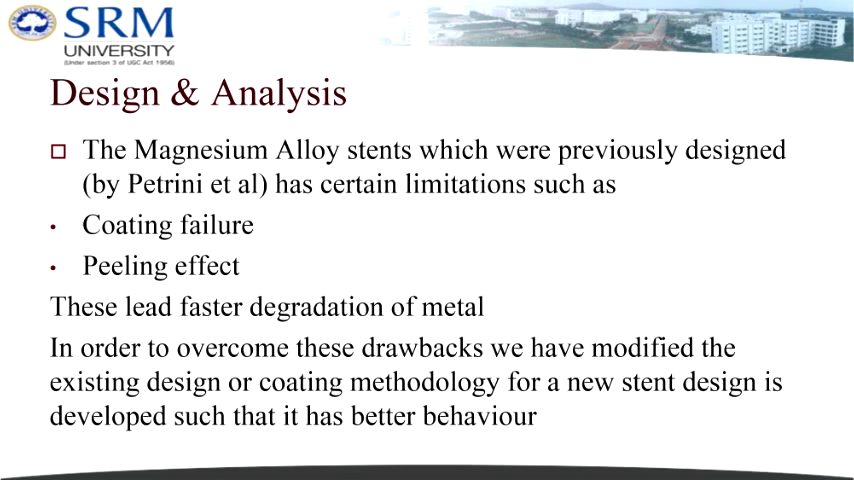 SRM
UNIVERSITY
(Under section 3 of UGC Act 1956)
Design & Analysis
The Magnesium Alloy stents which were previously designed
(by Petrini et al) has certain limitations such as
• Coating failure
• Peeling effect
These lead faster degradation of metal
In order to overcome these drawbacks we have modified the
existing design or coating methodology for a new stent design is
developed such that it has better behaviour